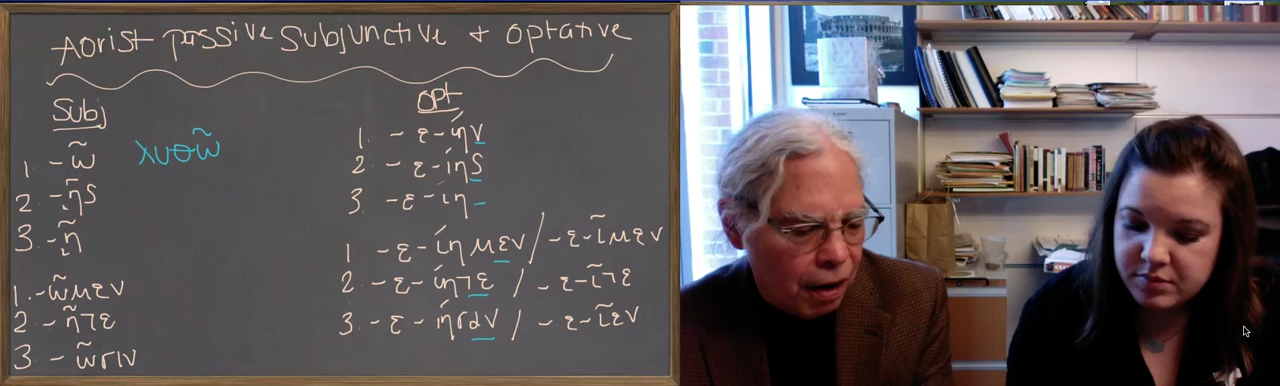 Aorist passive Subjunctive + Optative
Subj
1. -ῶ λυθῶ
2 -ῇς
3 -ῇ
1. -ῶμεν
2 - ῆτε
3 - ῶσιν
Opt
1. - ε - ίην
2. - ε - ίης
3. - ε - ίη -
1 - ε - ίημεν / - ε - ῖμεν
2 - ε - ίητε / - ε - ῖτε
3. - ε - ίησαν / - ε - ῖεν